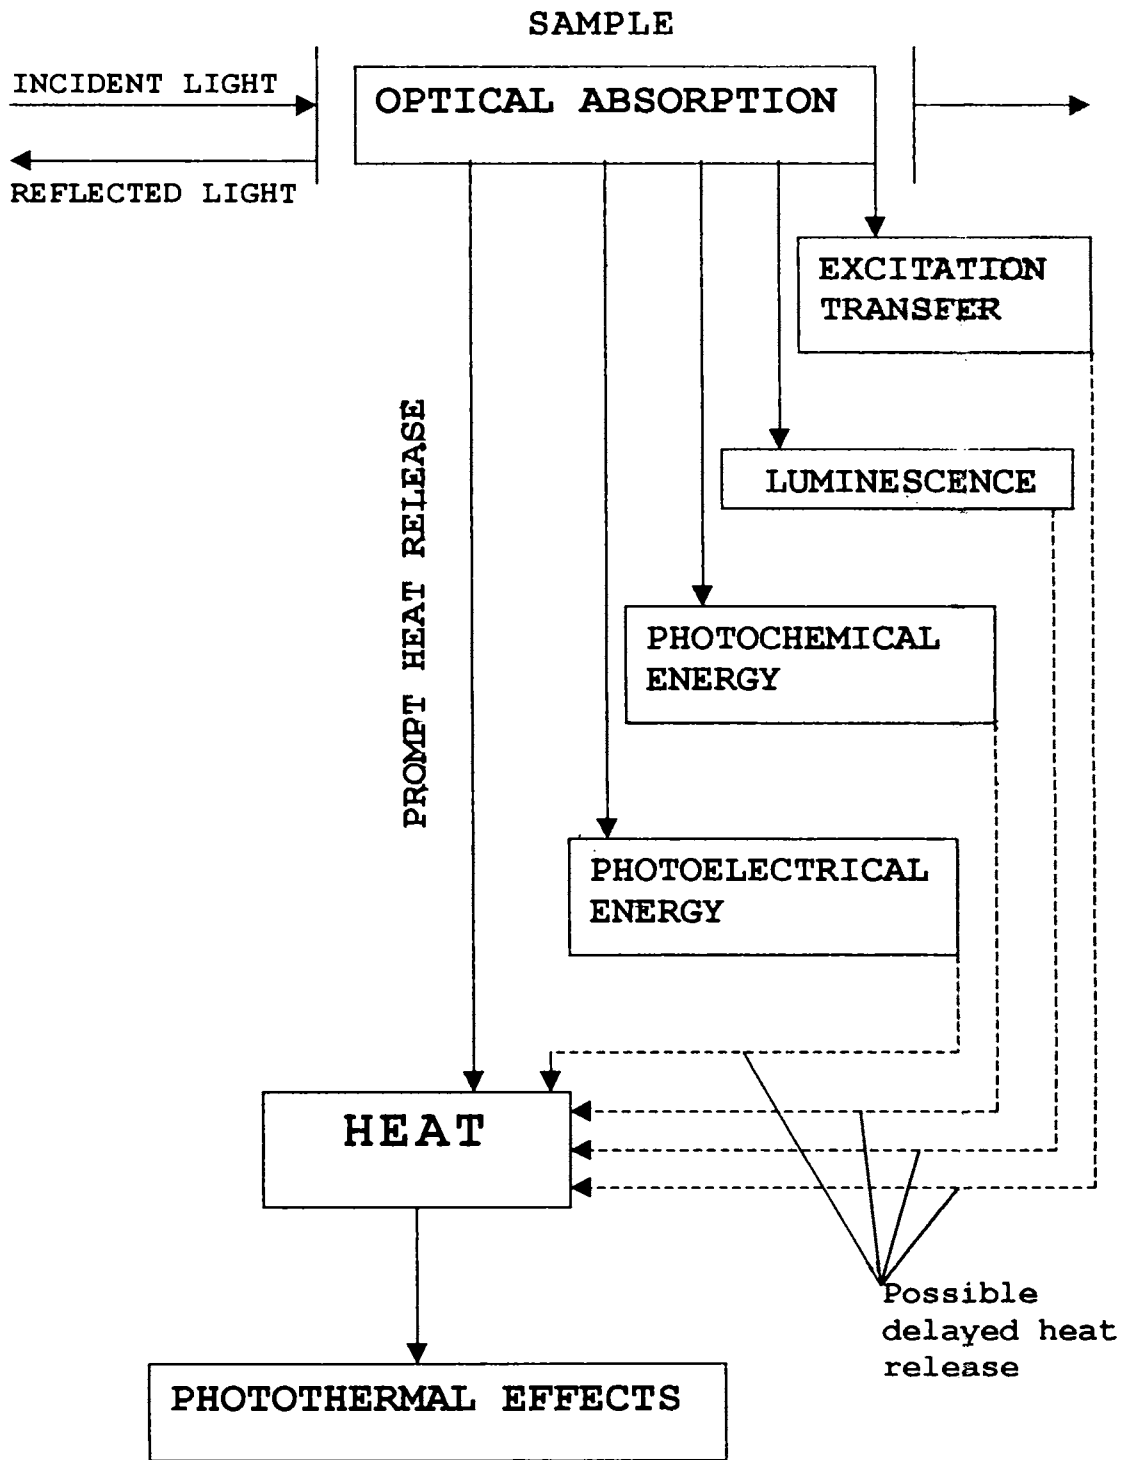 SAMPLE
INCIDENT LIGHT
OPTICAL ABSORPTION
REFLECTED LIGHT
EXCITATION
TRANSFER
PROMPT HEAT RELEASE
LUMINESCENCE
PHOTOCHEMICAL
ENERGY
PHOTOELECTRICAL
ENERGY
HEAT
Possible
delayed heat
release
PHOTOTHERMAL EFFECTS